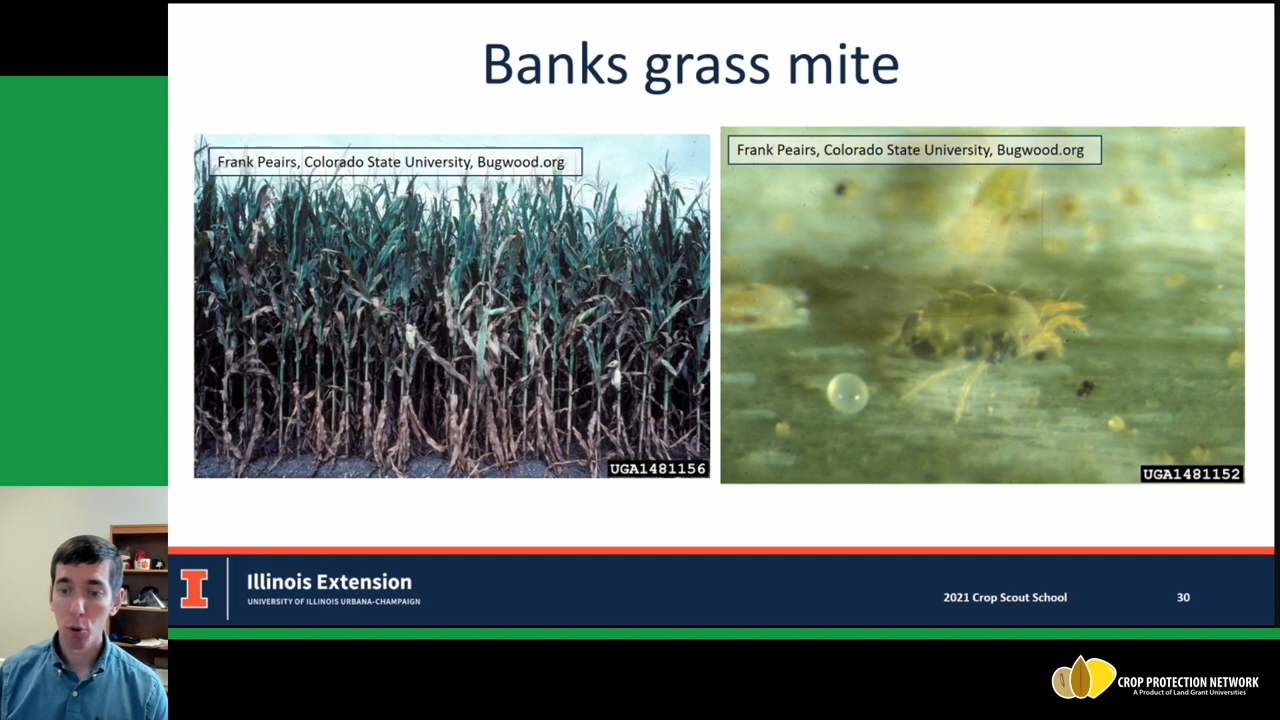 Banks grass mite
Frank Peairs, Colorado State University, Bugwood.org
Frank Peairs, Colorado State University, Bugwood.org
UGA1481156
UGA1481152
I
Illinois Extension
UNIVERSITY OF ILLINOIS URBANA-CHAMPAIGN
2021 Crop Scout School
30
CROP PROTECTION NETWORK
A Product of Land Grant Universities